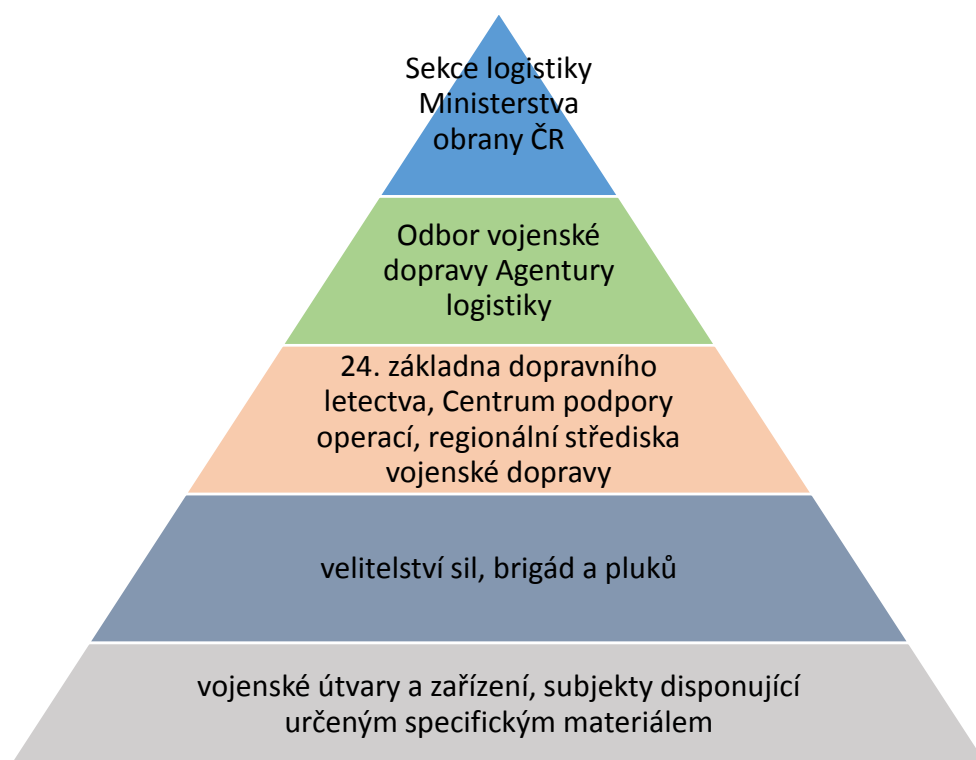 Sekce logistiky
Ministerstva
obrany ČR
Odbor vojenské
dopravy Agentury
logistiky
24. základna dopravního
letectva, Centrum podpory
operací, regionální střediska
vojenské dopravy
velitelství sil, brigád a pluků
vojenské útvary a zařízení, subjekty disponující
určeným specifickým materiálem